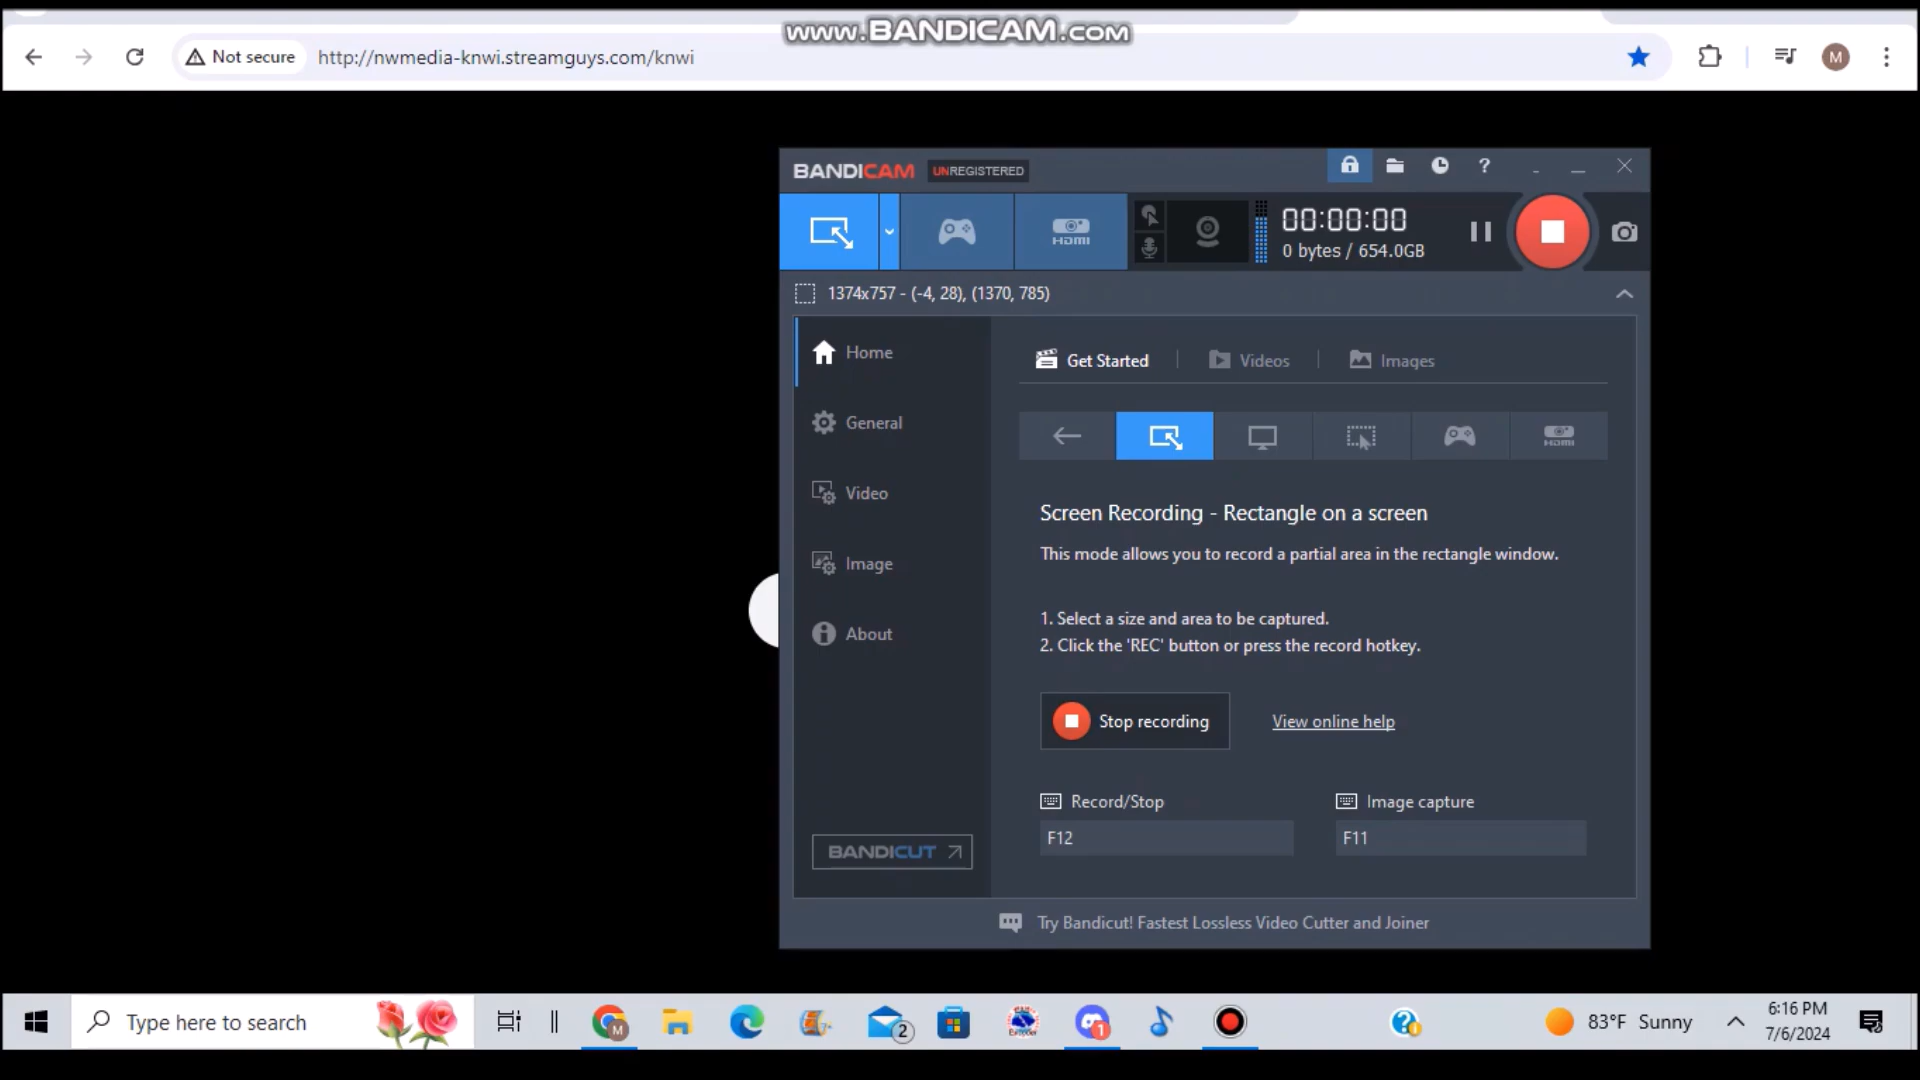 www.BANDICAM.com
Not secure
http://nwmedia-knwi.streamguys.com/knwi
M
BANDICAM UNREGISTERED
?
HDMI
00:00:00
0 bytes / 654.0GB
1374x757 - (-4, 28), (1370, 785)
Home
General
Video
Image
About
BANDICUT
Get Started
Videos
Images
HDMI
Screen Recording - Rectangle on a screen
This mode allows you to record a partial area in the rectangle window.
1. Select a size and area to be captured.
2. Click the 'REC' button or press the record hotkey.
Stop recording
View online help
Record/Stop
Image capture
F12
F11
Try Bandicut! Fastest Lossless Video Cutter and Joiner
Type here to search
M
2
1
83°F Sunny
6:16 PM
7/6/2024